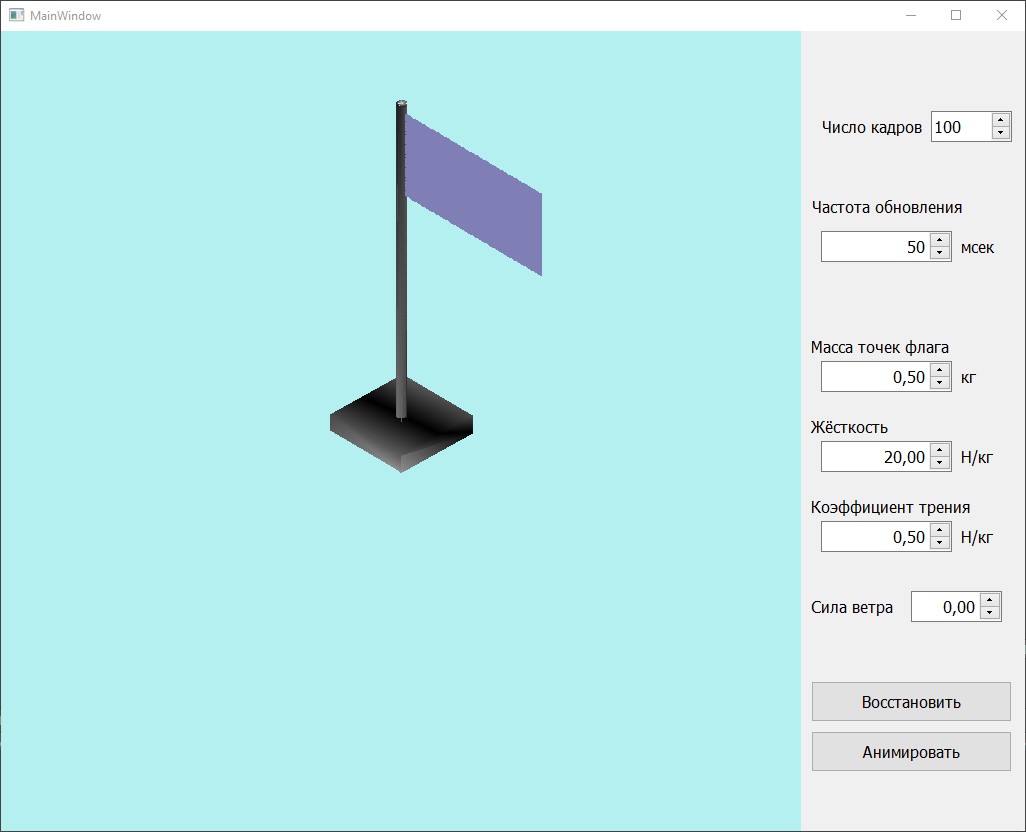 MainWindow
Число кадров 100
Частота обновления
50 мсек
Масса точек флага
0,50 кг
Жёсткость
20,00 Н/кг
Коэффициент трения
0,50 Н/кг
Сила ветра 0,00
Восстановить
Анимировать